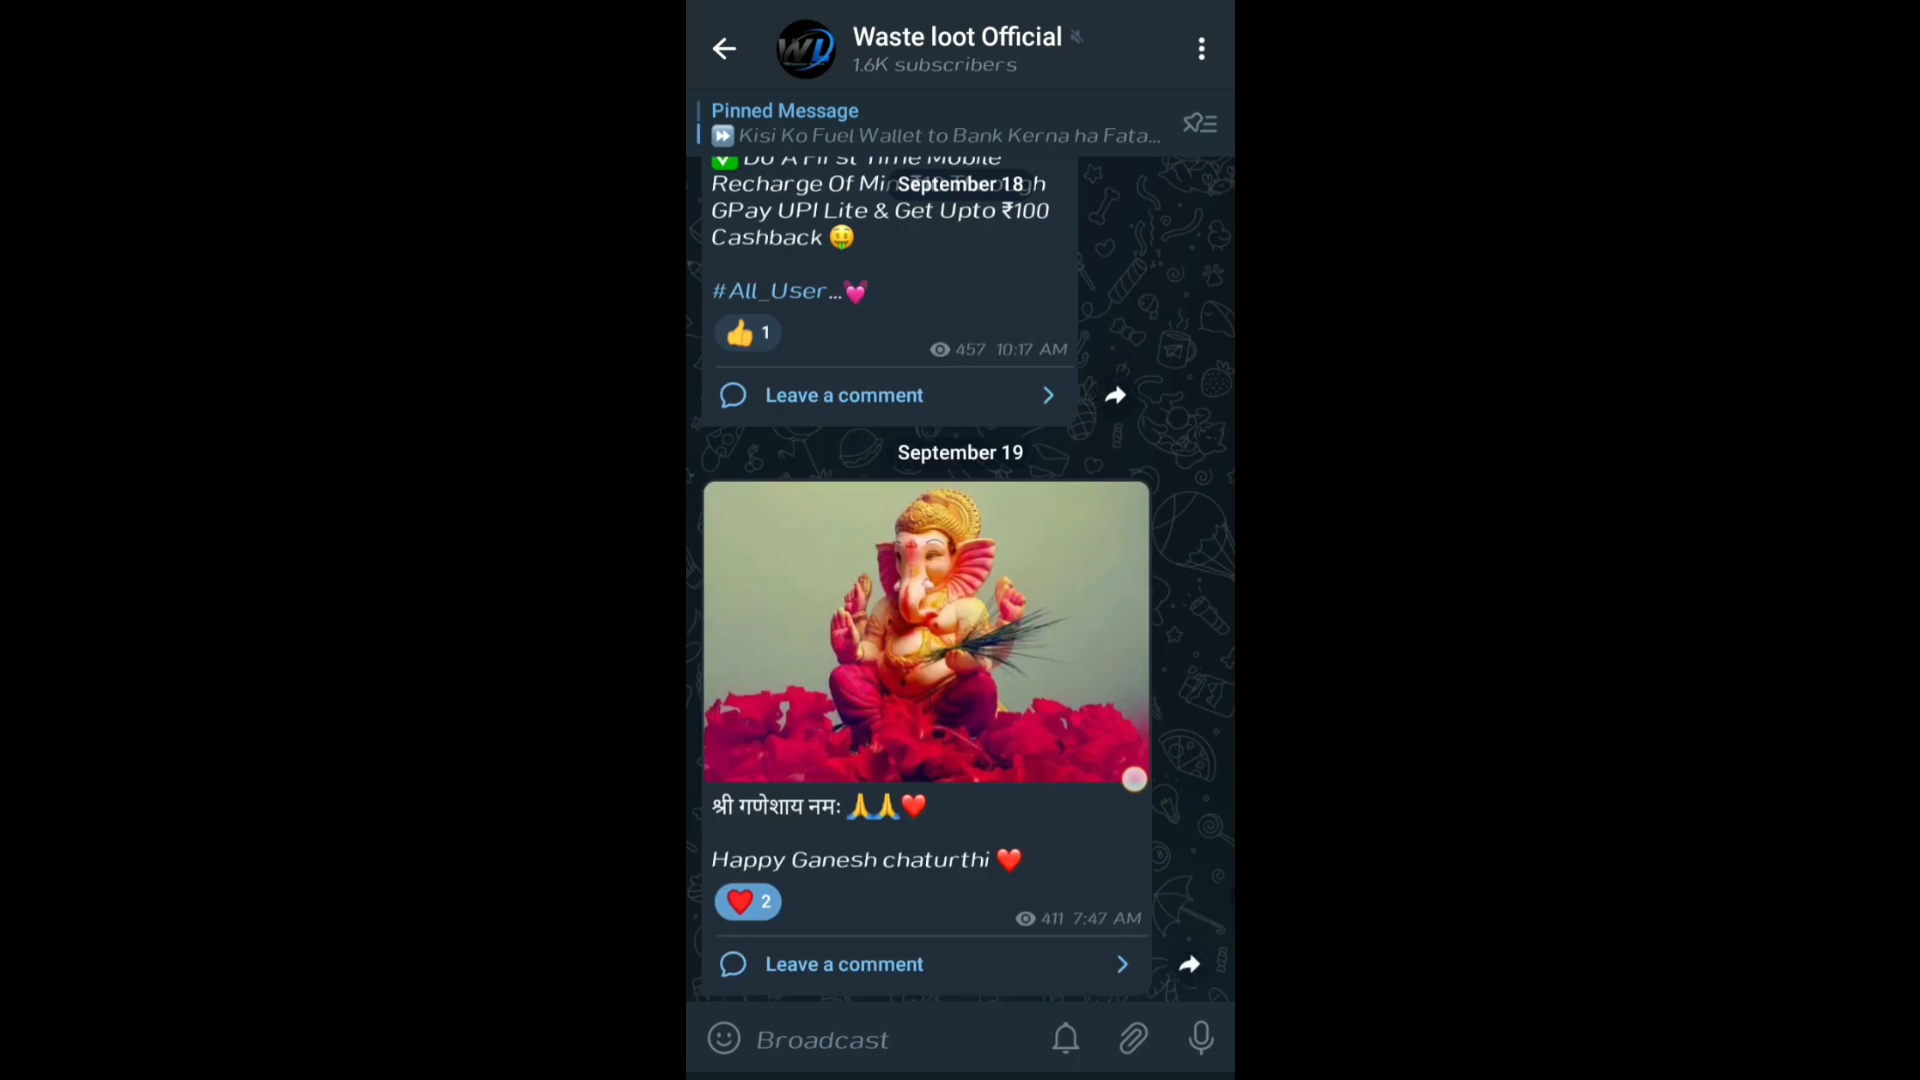 Waste loot Official
1.6K subscribers
Pinned Message
Kisi Ko Fuel Wallet to Bank Kerna ha Fata...
Do A First Time Mobile
Recharge Of Min
September 18
GPay UPI Lite & Get Upto ₹100
Cashback 🤑
#All_User...💓
👍 1
457 10:17 AM
Leave a comment
September 19
श्री गणेशाय नमः 🙏🙏❤️
Happy Ganesh chaturthi ❤️
❤️ 2
411 7:47 AM
Leave a comment
Broadcast